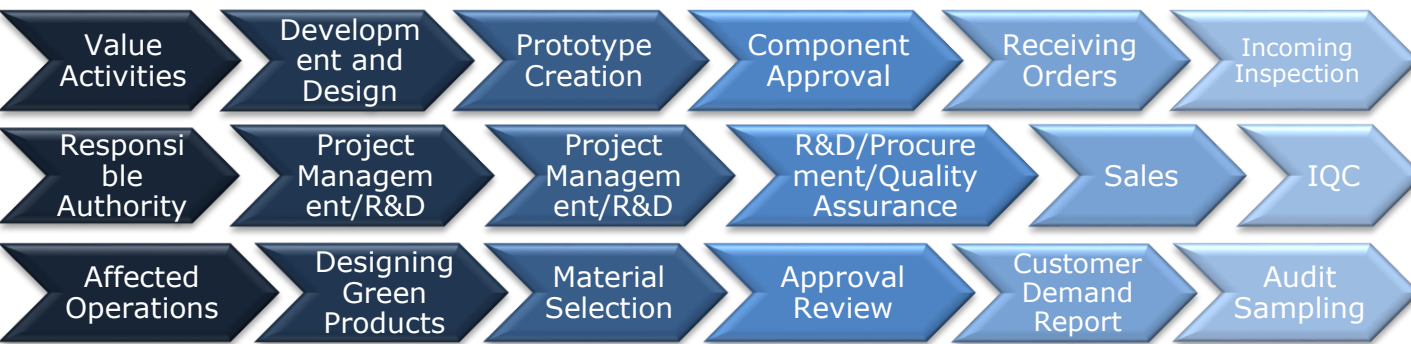 Value
Activities
Developm
ent and
Design
Prototype
Creation
Component
Approval
Receiving
Orders
Incoming
Inspection
Responsi
ble
Authority
Project
Managem
ent/R&D
Project
Managem
ent/R&D
R&D/Procure
ment/Quality
Assurance
Sales
IQC
Affected
Operations
Designing
Green
Products
Material
Selection
Approval
Review
Customer
Demand
Report
Audit
Sampling